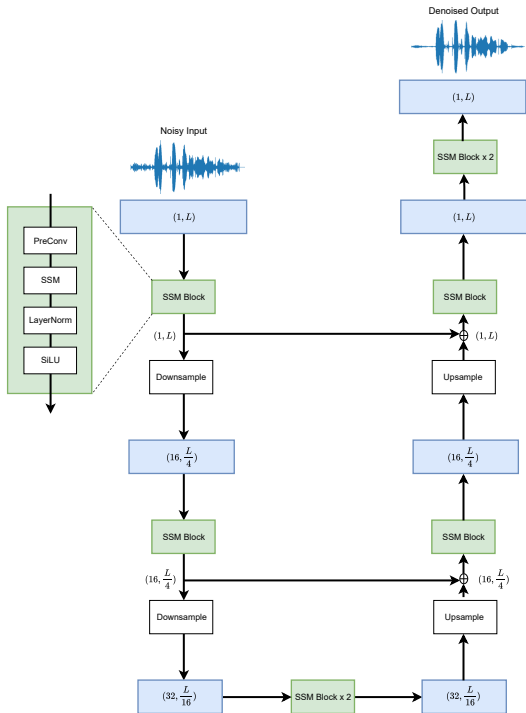 Denoised Output
(1, L)
SSM Block x 2
(1, L)
SSM Block
(1, L)
Upsample
(16, L/4)
SSM Block
(16, L/4)
Upsample
(32, L/16)
Noisy Input
(1, L)
SSM Block
(1, L)
Downsample
(16, L/4)
SSM Block
(16, L/4)
Downsample
(32, L/16)
SSM Block x 2
PreConv
SSM
LayerNorm
SiLU